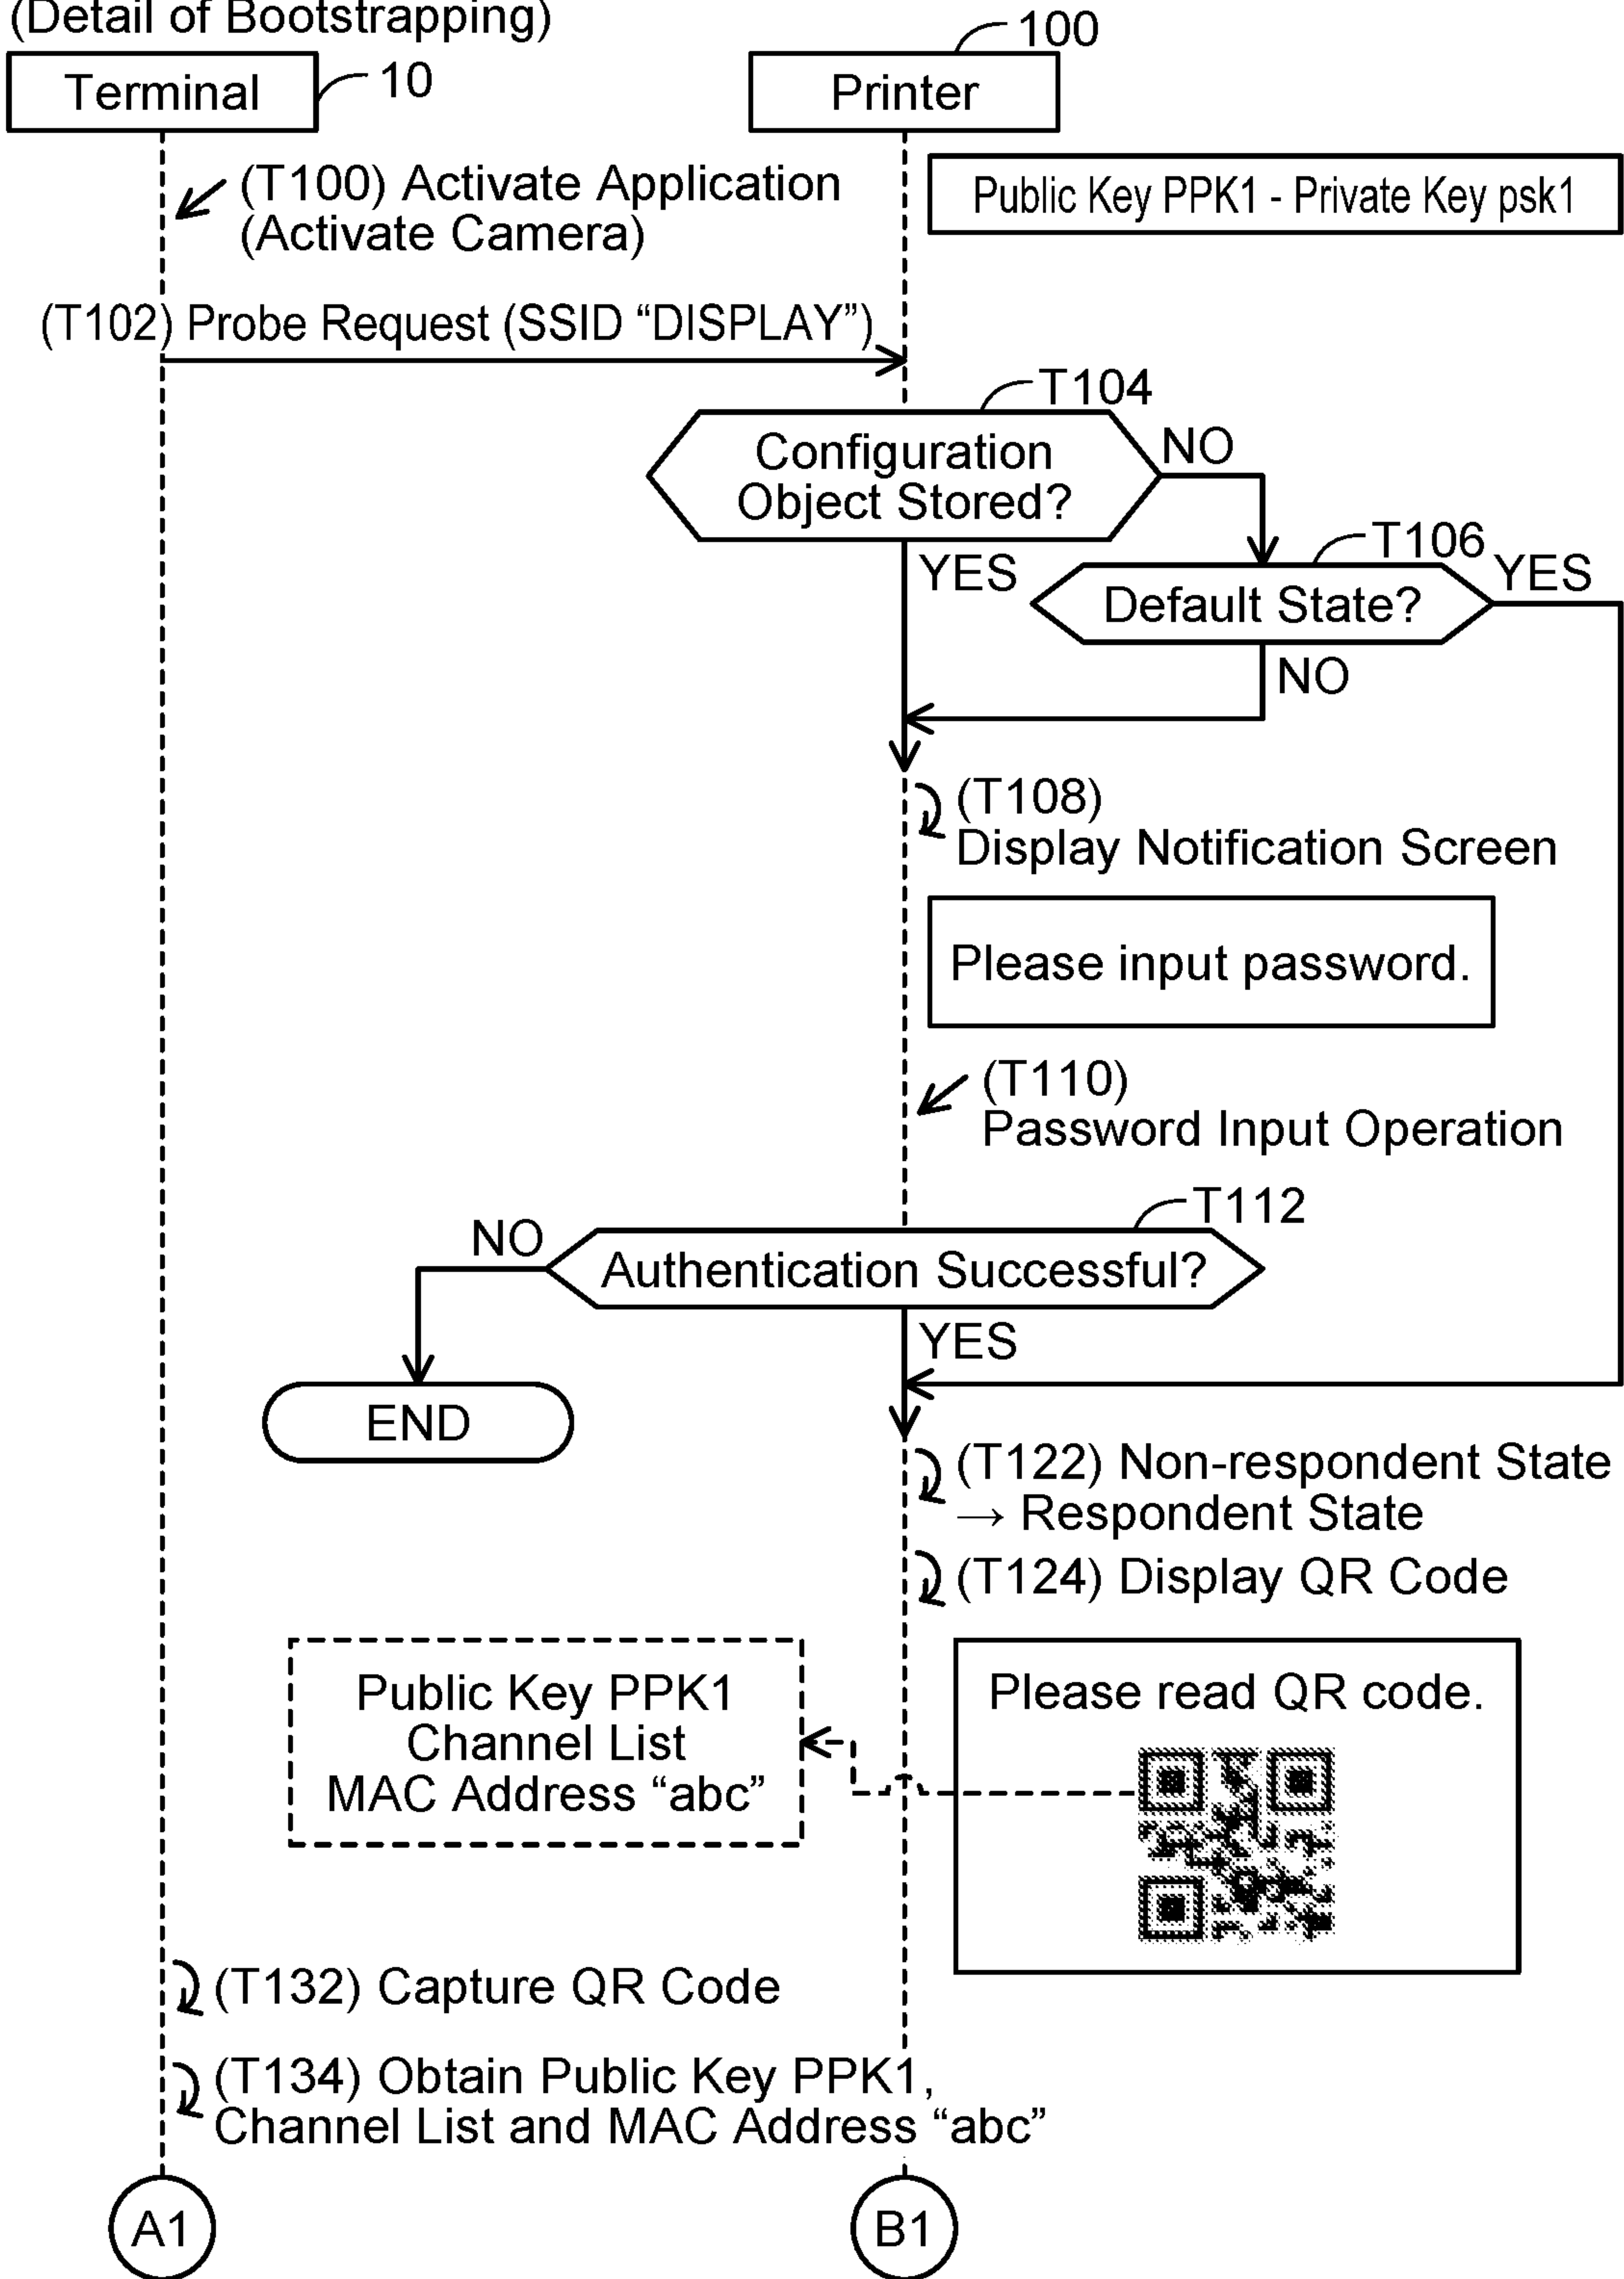 (Detail of Bootstrapping)
Terminal
10
Printer
100
(T100) Activate Application
(Activate Camera)
Public Key PPK1 - Private Key psk1
(T102) Probe Request (SSID “DISPLAY”)
T104
Configuration
Object Stored?
NO
YES
T106
Default State?
YES
NO
(T108)
Display Notification Screen
Please input password.
(T110)
Password Input Operation
T112
NO
Authentication Successful?
YES
END
(T122) Non-respondent State
→ Respondent State
(T124) Display QR Code
Public Key PPK1
Channel List
MAC Address “abc”
Please read QR code.
(T132) Capture QR Code
(T134) Obtain Public Key PPK1,
Channel List and MAC Address “abc”
A1
B1